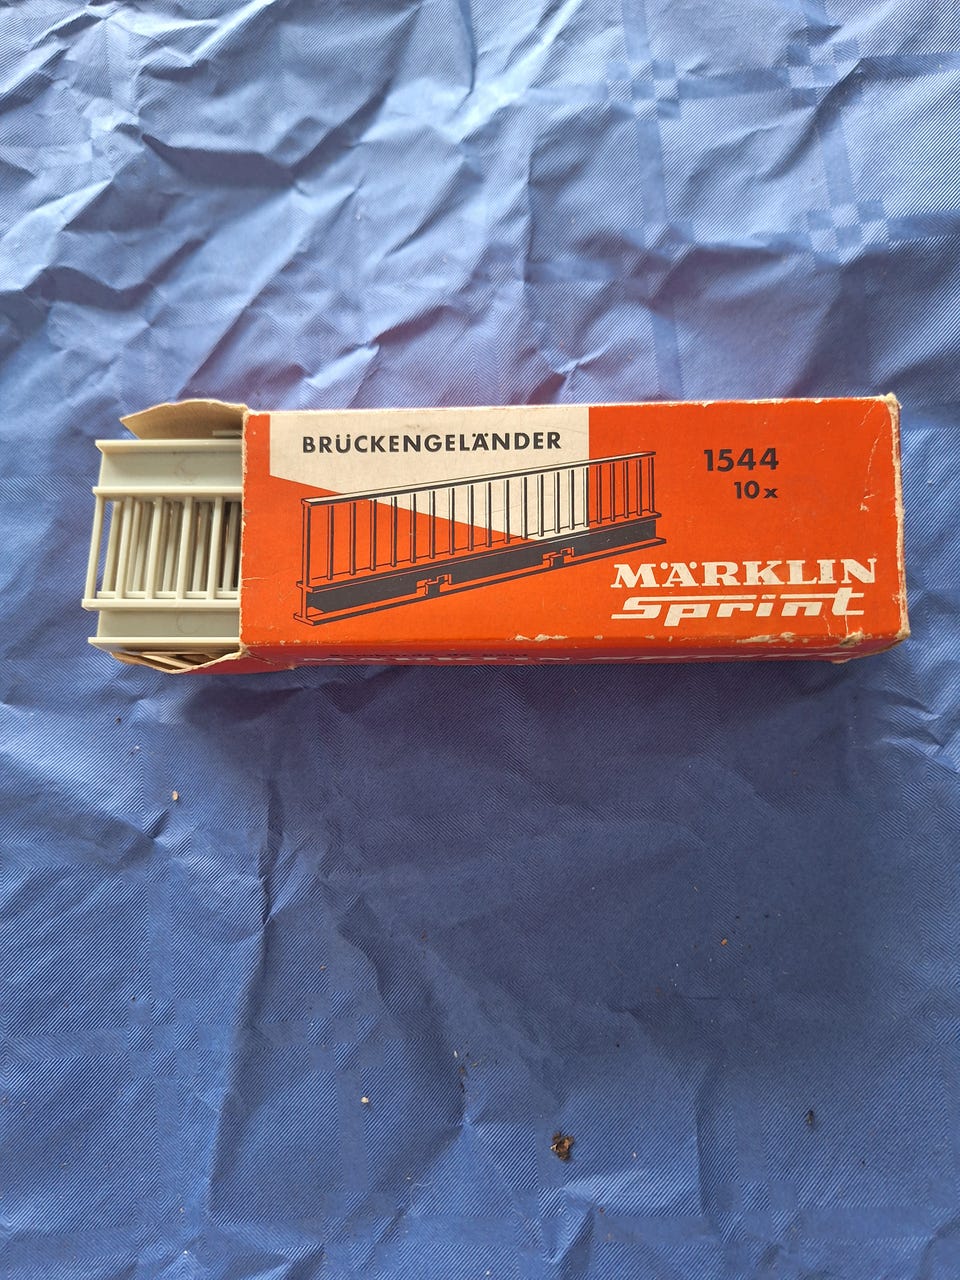 BRÜCKENGELÄNDER
1544
10x
MÄRKLIN
Sprint